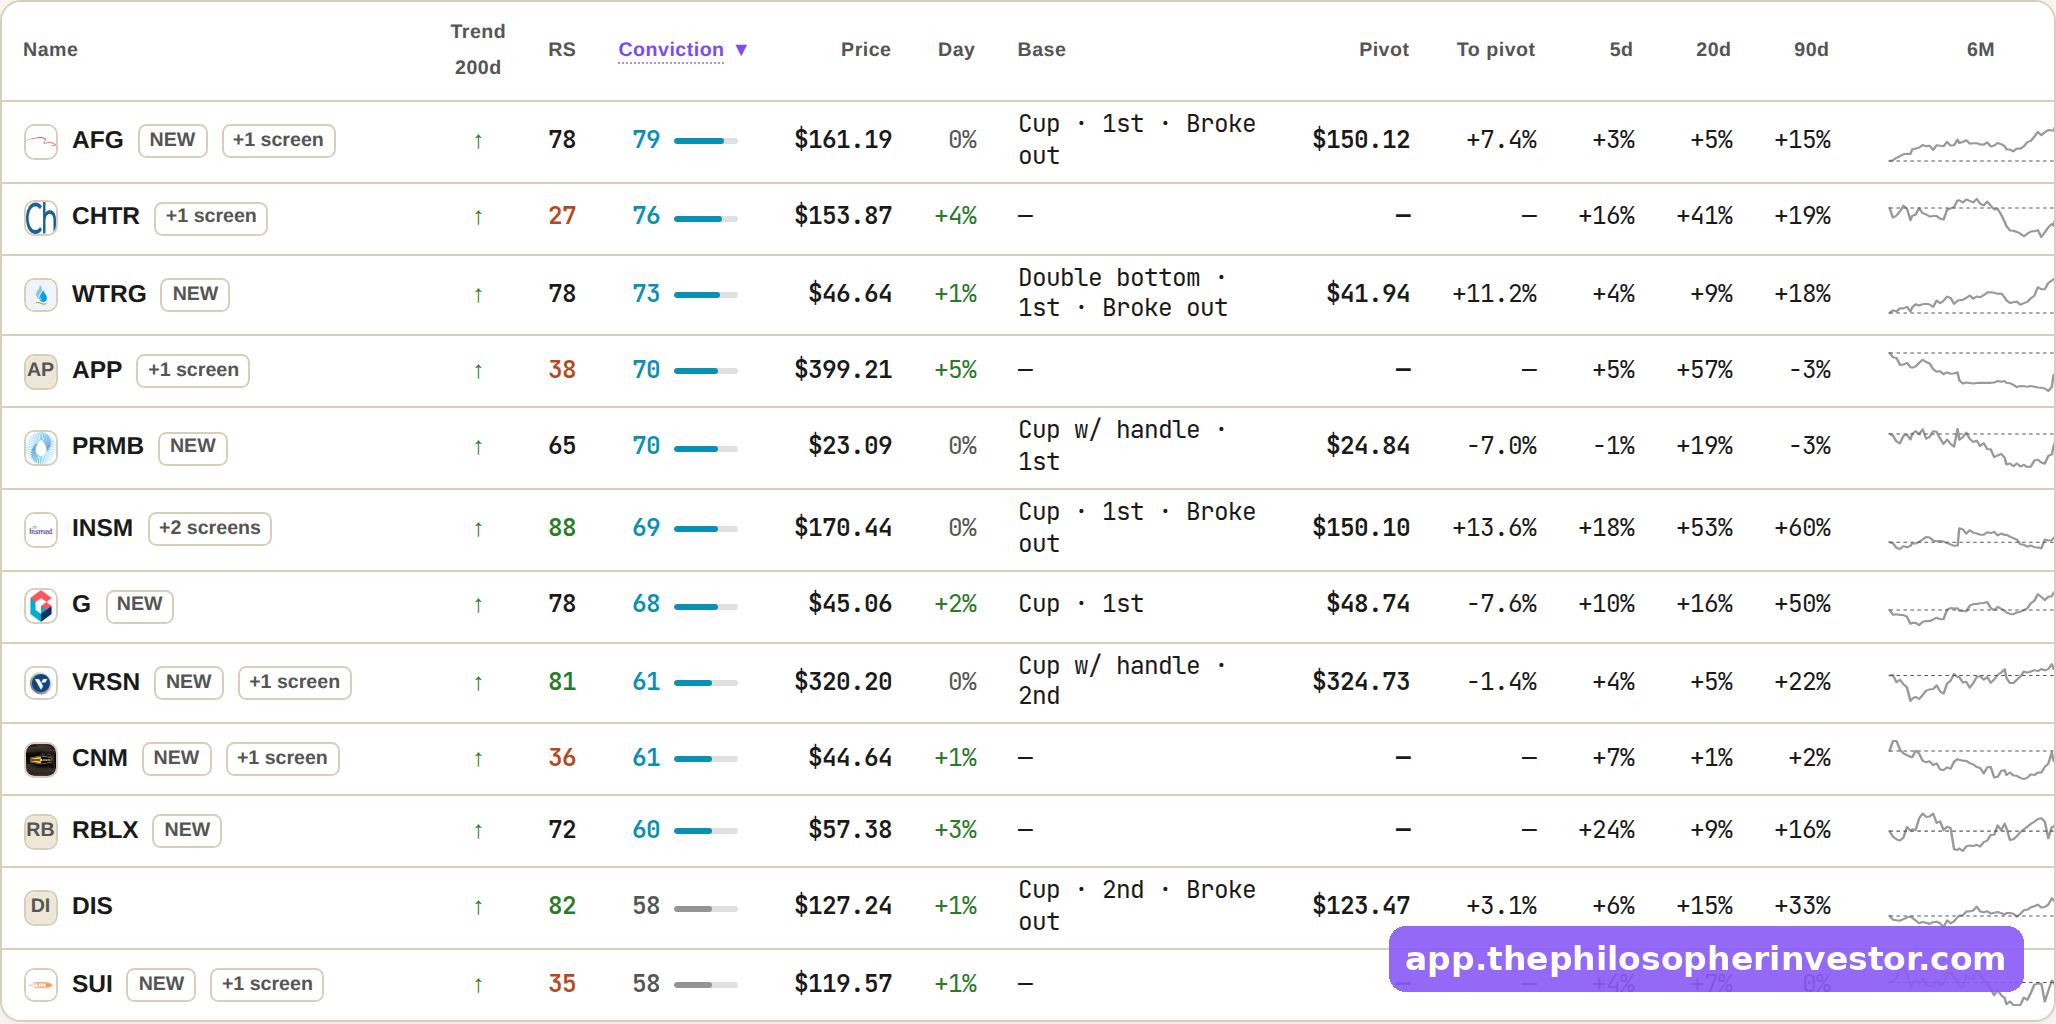 Name Trend 200d RS Conviction ▼ Price Day Base Pivot To pivot 5d 20d 90d 6M
AFG NEW +1 screen ↑ 78 79 $161.19 0% Cup · 1st · Broke out $150.12 +7.4% +3% +5% +15%
Ch CHTR +1 screen ↑ 27 76 $153.87 +4% — — — +16% +41% +19%
WTRG NEW ↑ 78 73 $46.64 +1% Double bottom · 1st · Broke out $41.94 +11.2% +4% +9% +18%
AP APP +1 screen ↑ 38 70 $399.21 +5% — — — +5% +57% -3%
PRMB NEW ↑ 65 70 $23.09 0% Cup w/ handle · 1st $24.84 -7.0% -1% +19% -3%
insmed INSM +2 screens ↑ 88 69 $170.44 0% Cup · 1st · Broke out $150.10 +13.6% +18% +53% +60%
G NEW ↑ 78 68 $45.06 +2% Cup · 1st $48.74 -7.6% +10% +16% +50%
VRSN NEW +1 screen ↑ 81 61 $320.20 0% Cup w/ handle · 2nd $324.73 -1.4% +4% +5% +22%
CNM NEW +1 screen ↑ 36 61 $44.64 +1% — — — +7% +1% +2%
RB RBLX NEW ↑ 72 60 $57.38 +3% — — — +24% +9% +16%
DI DIS ↑ 82 58 $127.24 +1% Cup · 2nd · Broke out $123.47 +3.1% +6% +15% +33%
SUI NEW +1 screen ↑ 35 58 $119.57 +1% — — — +4% +7% 0%
app.thephilosopherinvestor.com